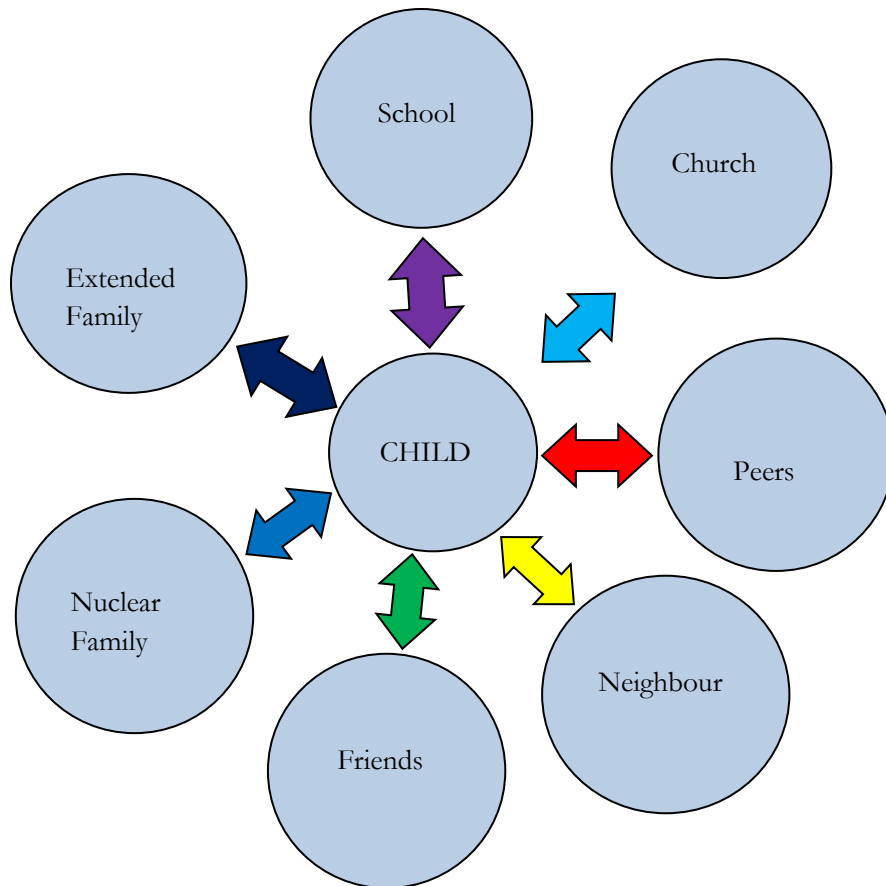 School
Church
Extended
Family
CHILD
Peers
Nuclear
Family
Neighbour
Friends